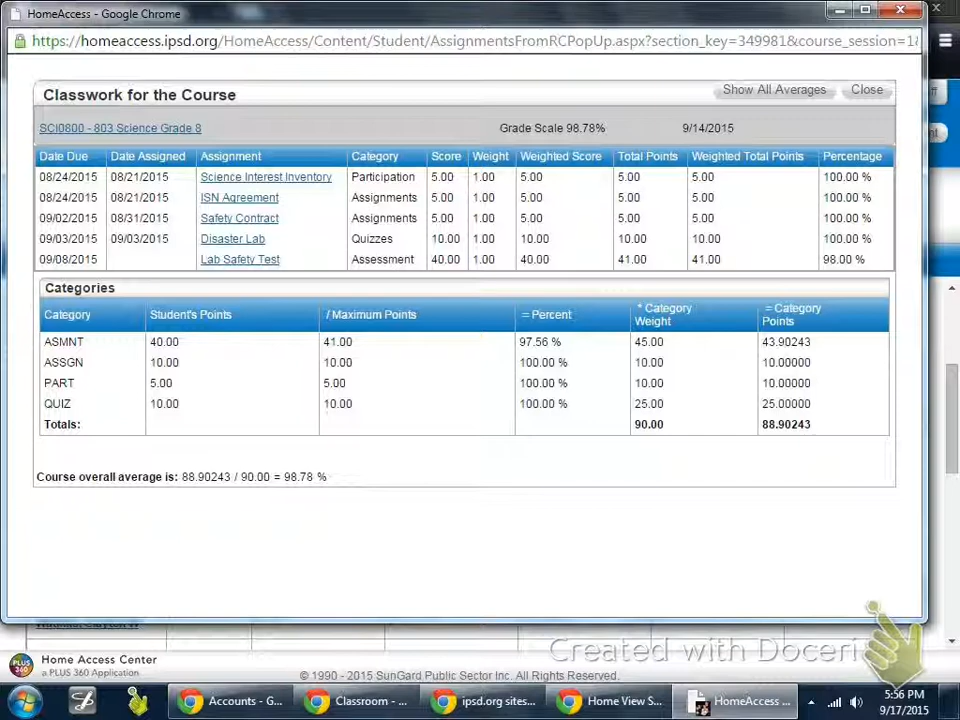 HomeAccess - Google Chrome
https://homeaccess.ipsd.org/HomeAccess/Content/Student/AssignmentsFromRCPopUp.aspx?section_key=349981&course_session=1&
Classwork for the Course
Show All Averages Close
SCI0800 - 803 Science Grade 8 Grade Scale 98.78% 9/14/2015
Date Due Date Assigned Assignment Category Score Weight Weighted Score Total Points Weighted Total Points Percentage
08/24/2015 08/21/2015 Science Interest Inventory Participation 5.00 1.00 5.00 5.00 5.00 100.00 %
08/24/2015 08/21/2015 ISN Agreement Assignments 5.00 1.00 5.00 5.00 5.00 100.00 %
09/02/2015 08/31/2015 Safety Contract Assignments 5.00 1.00 5.00 5.00 5.00 100.00 %
09/03/2015 09/03/2015 Disaster Lab Quizzes 10.00 1.00 10.00 10.00 10.00 100.00 %
09/08/2015 Lab Safety Test Assessment 40.00 1.00 40.00 41.00 41.00 98.00 %
Categories
Category Student's Points / Maximum Points = Percent * Category Weight = Category Points
ASMNT 40.00 41.00 97.56 % 45.00 43.90243
ASSGN 10.00 10.00 100.00 % 10.00 10.00000
PART 5.00 5.00 100.00 % 10.00 10.00000
QUIZ 10.00 10.00 100.00 % 25.00 25.00000
Totals: 90.00 88.90243
Course overall average is: 88.90243 / 90.00 = 98.78 %
Created with Doceri
PLUS 360
Home Access Center
a PLUS 360 Application
© 1990 - 2015 SunGard Public Sector Inc. All Rights Reserved.
Accounts - G... Classroom - ... ipsd.org sites... Home View S... HomeAccess ...
5:56 PM
9/17/2015